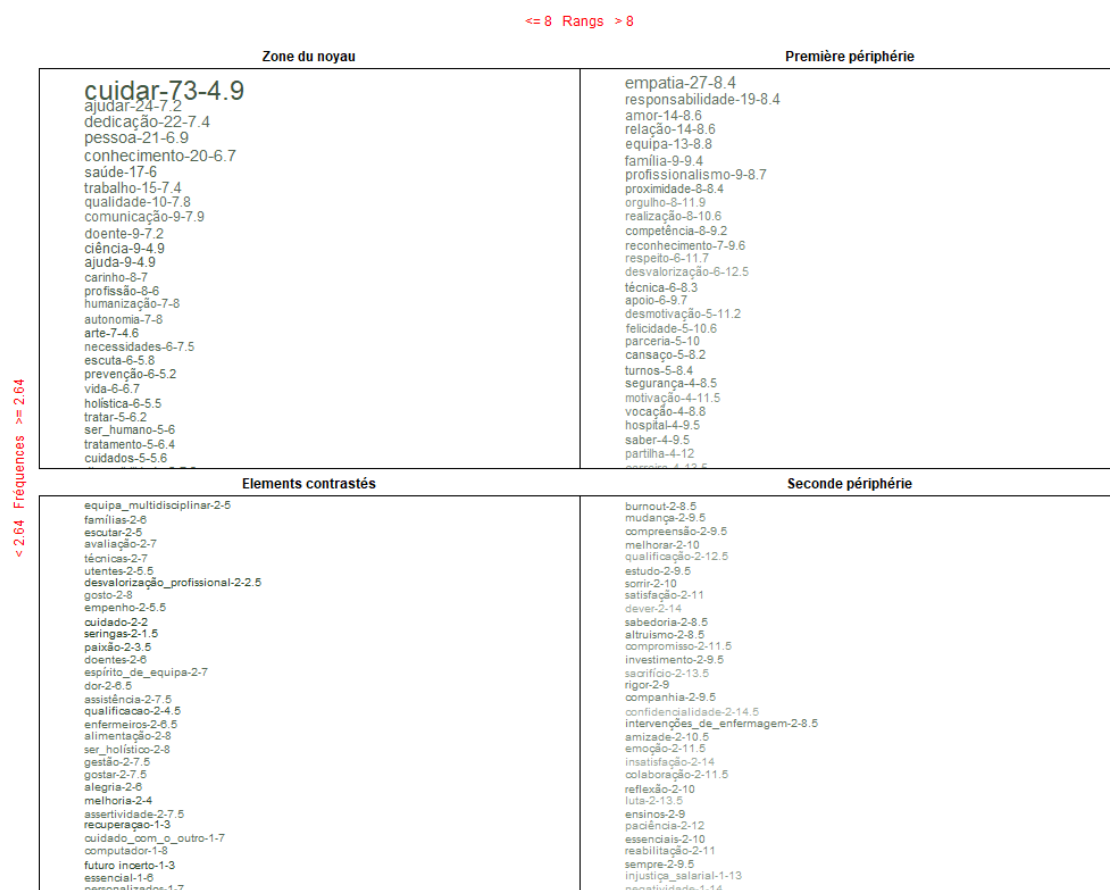 <= 8 Rangs > 8
Zone du noyau
cuidar-73-4.9
ajudar-24-7.2
dedicação-22-7.4
pessoa-21-6.9
conhecimento-20-6.7
saúde-17-6
trabalho-15-7.4
qualidade-10-7.8
comunicação-9-7.9
doente-9-7.2
ciência-9-4.9
ajuda-9-4.9
carinho-8-7
profissão-8-6
humanização-7-8
autonomia-7-8
arte-7-4.6
necessidades-6-7.5
escuta-6-5.8
prevenção-6-5.2
vida-6-6.7
holística-6-5.5
tratar-5-6.2
ser_humano-5-6
tratamento-5-6.4
cuidados-5-5.6
Première périphérie
empatia-27-8.4
responsabilidade-19-8.4
amor-14-8.6
relação-14-8.6
equipa-13-8.8
família-9-9.4
profissionalismo-9-8.7
proximidade-8-8.4
orgulho-8-11.9
realização-8-10.6
competência-8-9.2
reconhecimento-7-9.6
respeito-6-11.7
desvalorização-6-12.5
técnica-6-8.3
apoio-6-9.7
desmotivação-5-11.2
felicidade-5-10.6
parceria-5-10
cansaço-5-8.2
turnos-5-8.4
segurança-4-8.5
motivação-4-11.5
vocação-4-8.8
hospital-4-9.5
saber-4-9.5
partilha-4-12
carreira-4-13.5
< 2.64 Fréquences >= 2.64
Elements contrastés
equipa_multidisciplinar-2-5
famílias-2-6
escutar-2-5
avaliação-2-7
técnicas-2-7
utentes-2-5.5
desvalorização_profissional-2-2.5
gosto-2-8
empenho-2-5.5
cuidado-2-2
seringas-2-1.5
paixão-2-3.5
doentes-2-6
espírito_de_equipa-2-7
dor-2-6.5
assistência-2-7.5
qualificacao-2-4.5
enfermeiros-2-6.5
alimentação-2-8
ser_holístico-2-8
gestão-2-7.5
gostar-2-7.5
alegria-2-6
melhoria-2-4
assertividade-2-7.5
recuperaçao-1-3
cuidado_com_o_outro-1-7
computador-1-8
futuro incerto-1-3
essencial-1-6
personalizados-1-7
Seconde périphérie
burnout-2-8.5
mudança-2-9.5
compreensão-2-9.5
melhorar-2-10
qualificação-2-12.5
estudo-2-9.5
sorrir-2-10
satisfação-2-11
dever-2-14
sabedoria-2-8.5
altruismo-2-8.5
compromisso-2-11.5
investimento-2-9.5
sacrifício-2-13.5
rigor-2-9
companhia-2-9.5
confidencialidade-2-14.5
intervenções_de_enfermagem-2-8.5
amizade-2-10.5
emoção-2-11.5
insatisfação-2-14
colaboração-2-11.5
reflexão-2-10
luta-2-13.5
ensinos-2-9
paciência-2-12
essenciais-2-10
reabilitação-2-11
sempre-2-9.5
injustiça_salarial-1-13
negatividade-1-14